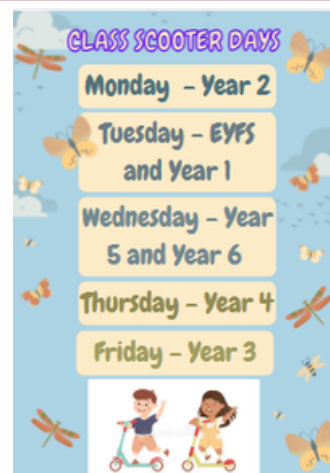 CLASS SCOOTER DAYS
Monday - Year 2
Tuesday - EYFS
and Year 1
Wednesday - Year
5 and Year 6
Thursday - Year 4
Friday - Year 3